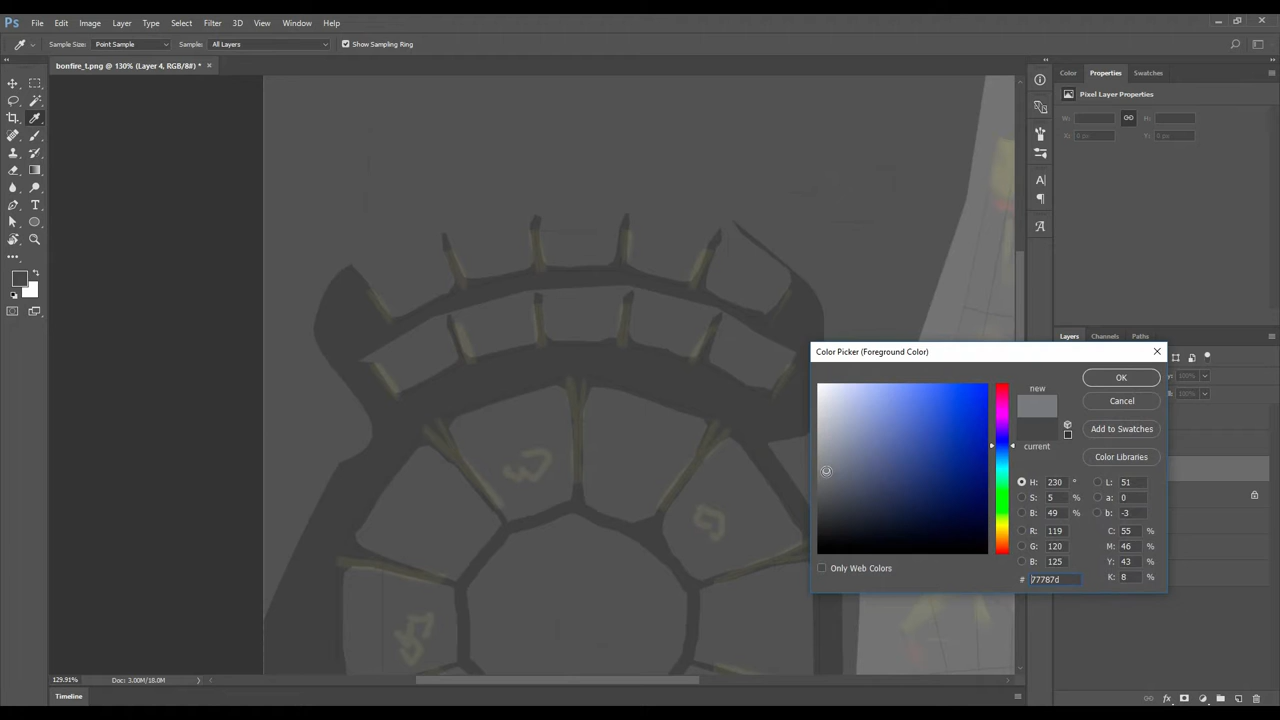 Ps File Edit Image Layer Type Select Filter 3D View Window Help
Sample Size: Point Sample Sample: All Layers Show Sampling Ring
bonfire_t.png @ 130% (Layer 4, RGB/8#) * ×
Color Properties Swatches
Pixel Layer Properties
W: H:
X: 0 px Y: 0 px
Layers Channels Paths
Color Picker (Foreground Color)
new
current
OK
Cancel
Add to Swatches
Color Libraries
H: 230 ° L: 51
S: 5 % a: 0
B: 49 % b: -3
R: 119 C: 55 %
G: 120 M: 46 %
B: 125 Y: 43 %
# 77787d K: 8 %
Only Web Colors
129.91% Doc: 3.00M/18.0M
Timeline